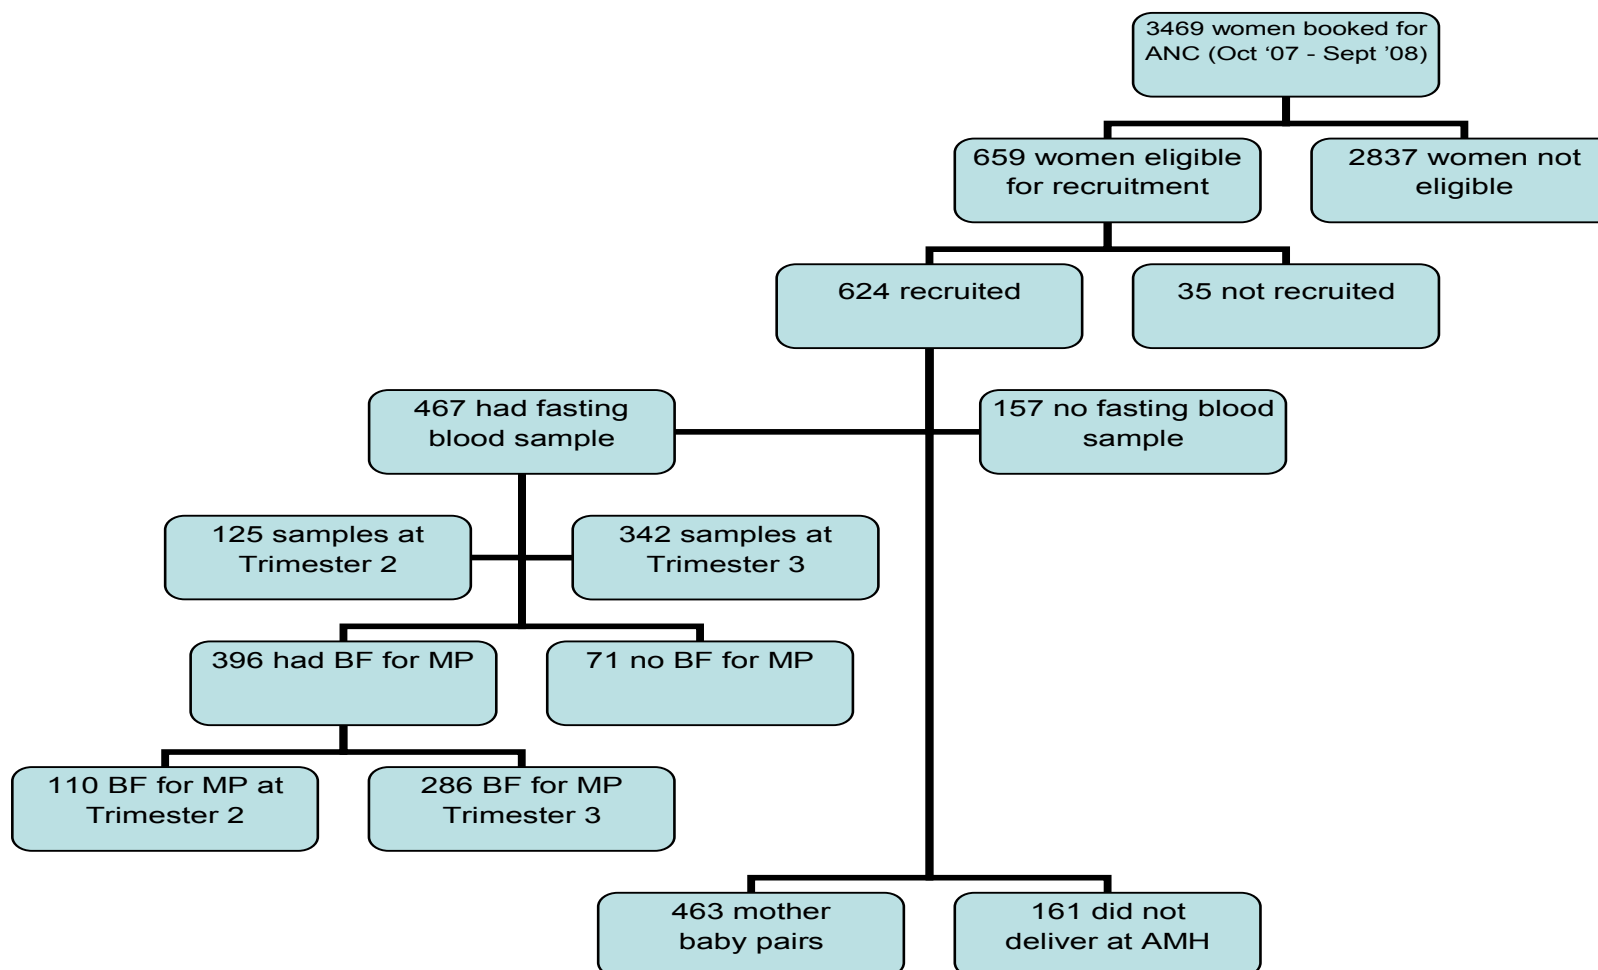 3469 women booked for
ANC (Oct ‘07 - Sept ’08)
659 women eligible
for recruitment
2837 women not
eligible
624 recruited
35 not recruited
467 had fasting
blood sample
157 no fasting blood
sample
125 samples at
Trimester 2
342 samples at
Trimester 3
396 had BF for MP
71 no BF for MP
110 BF for MP at
Trimester 2
286 BF for MP
Trimester 3
463 mother
baby pairs
161 did not
deliver at AMH